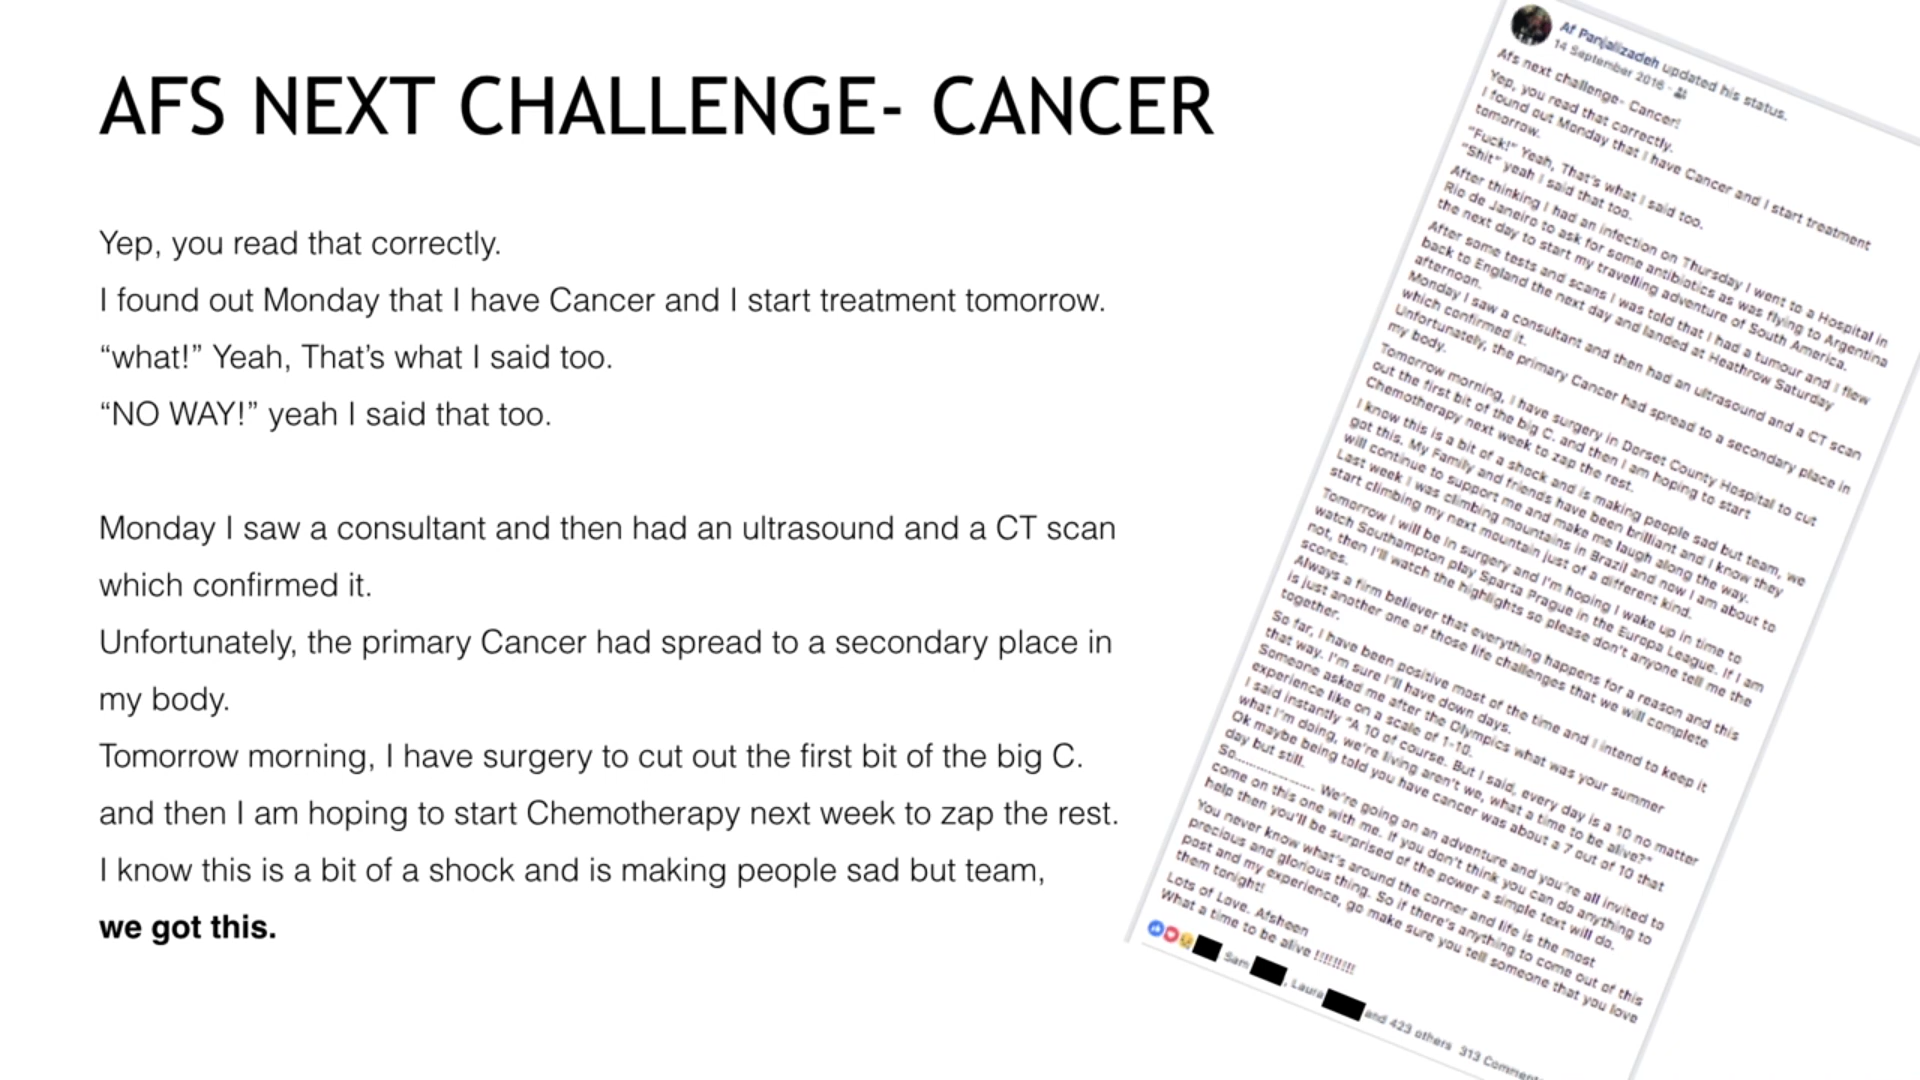 AFS NEXT CHALLENGE- CANCER
Yep, you read that correctly.
I found out Monday that I have Cancer and I start treatment tomorrow.
“what!” Yeah, That’s what I said too.
“NO WAY!” yeah I said that too.
Monday I saw a consultant and then had an ultrasound and a CT scan
which confirmed it.
Unfortunately, the primary Cancer had spread to a secondary place in
my body.
Tomorrow morning, I have surgery to cut out the first bit of the big C.
and then I am hoping to start Chemotherapy next week to zap the rest.
I know this is a bit of a shock and is making people sad but team,
we got this.
Af Panjalizadeh updated his status.
14 September 2016 ·
Afs next challenge- Cancer!
Yep, you read that correctly.
I found out Monday that I have Cancer and I start treatment
tomorrow.
"Fuck!" Yeah, That's what I said too.
"Shit" yeah I said that too.
After thinking I had an infection on Thursday I went to a Hospital in
Rio de Janeiro to ask for some antibiotics as was flying to Argentina
the next day to start my travelling adventure of South America.
After some tests and scans I was told that I had a tumour and I flew
back to England the next day and landed at Heathrow Saturday
afternoon.
Monday I saw a consultant and then had an ultrasound and a CT scan
which confirmed it.
Unfortunately, the primary Cancer had spread to a secondary place in
my body.
Tomorrow morning, I have surgery in Dorset County Hospital to cut
out the first bit of the big C. and then I am hoping to start
Chemotherapy next week to zap the rest.
I know this is a bit of a shock and is making people sad but team, we
got this. My Family and friends have been brilliant and I know they
will continue to support me and make me laugh along the way.
Last week I was climbing mountains in Brazil and now I am about to
start climbing my next mountain just of a different kind.
Tomorrow I will be in surgery and I'm hoping I wake up in time to
watch Southampton play Sparta Prague in the Europa League. If I am
not, then I'll watch the highlights so please don't anyone tell me the
scores.
Always a firm believer that everything happens for a reason and this
is just another one of those life challenges that we will complete
together.
So far, I have been positive most of the time and I intend to keep it
that way. I'm sure I'll have down days.
Someone asked me after the Olympics what was your summer
experience like on a scale of 1-10.
I said instantly "A 10 of course. But I said, every day is a 10 no matter
what I'm doing, we're living aren't we, what a time to be alive?"
Ok maybe being told you have cancer was about a 7 out of 10 that
day but still.
So.................... We're going on an adventure and you're all invited to
come on this one with me. If you don't think you can do anything to
help then you'll be surprised of the power a simple text will do.
You never know what's around the corner and life is the most
precious and glorious thing. So if there's anything to come out of this
post and my experience, go make sure you tell someone that you love
them tonight!
Lots of Love. Afsheen
What a time to be alive !!!!!!!!!
Sam , Laura and 423 others 313 Comment